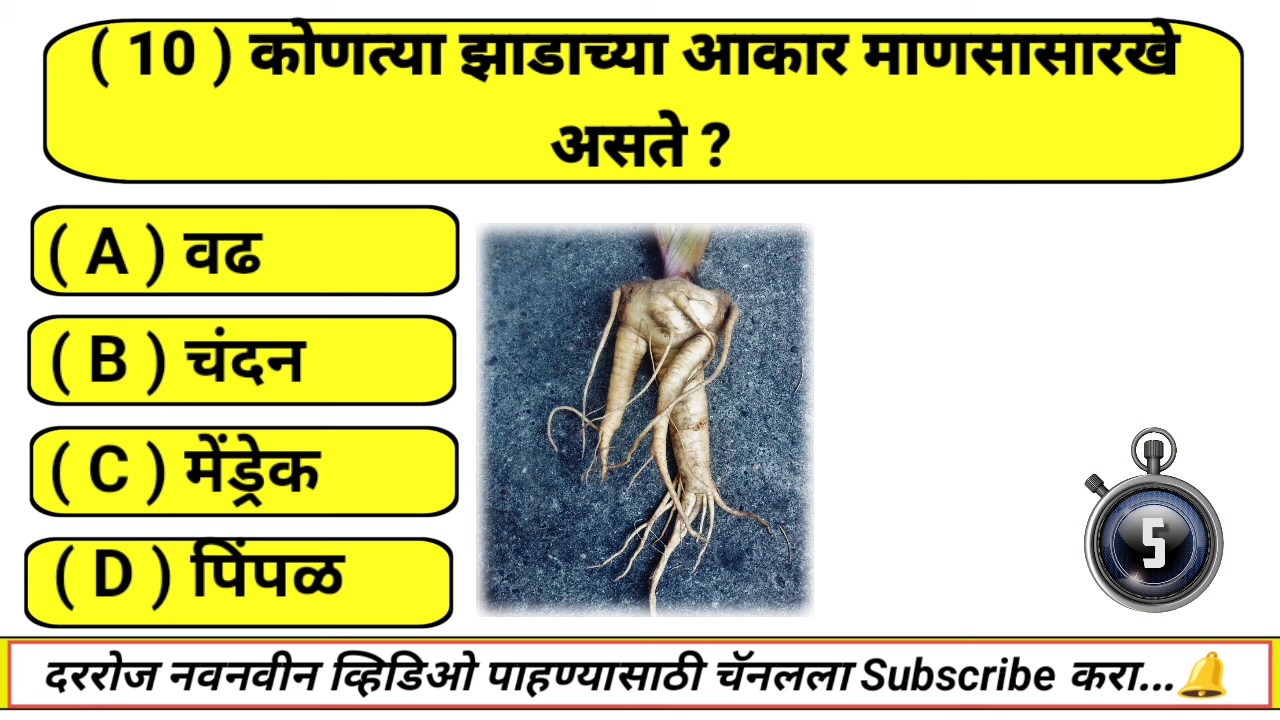 ( 10 ) कोणत्या झाडाच्या आकार माणसासारखे
असते ?
( A ) वढ
( B ) चंदन
( C ) मेंड्रेक
( D ) पिंपळ
5
दररोज नवनवीन व्हिडिओ पाहण्यासाठी चॅनलला Subscribe करा...🔔